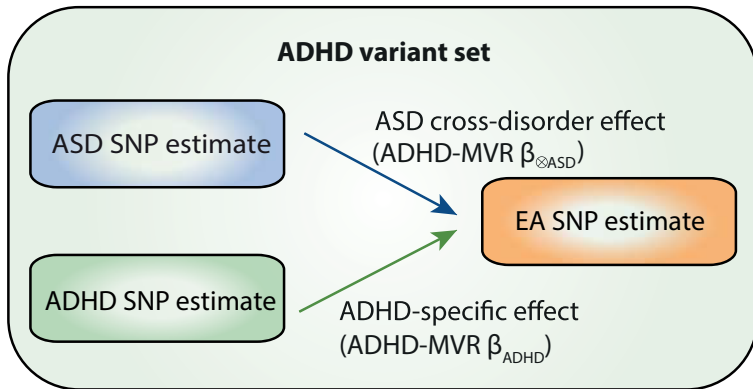 ADHD variant set
ASD SNP estimate
ASD cross-disorder effect
(ADHD-MVR β⊗ASD)
EA SNP estimate
ADHD SNP estimate
ADHD-specific effect
(ADHD-MVR βADHD)